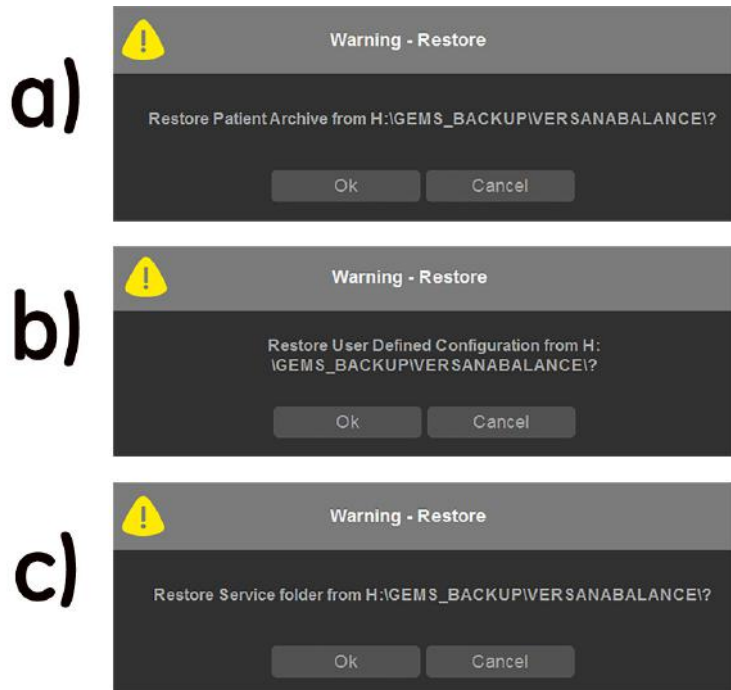 a)
Warning - Restore
Restore Patient Archive from H:\GEMS_BACKUP\VERSANABALANCE\?
Ok Cancel
b)
Warning - Restore
Restore User Defined Configuration from H:
\GEMS_BACKUP\VERSANABALANCE\?
Ok Cancel
c)
Warning - Restore
Restore Service folder from H:\GEMS_BACKUP\VERSANABALANCE\?
Ok Cancel